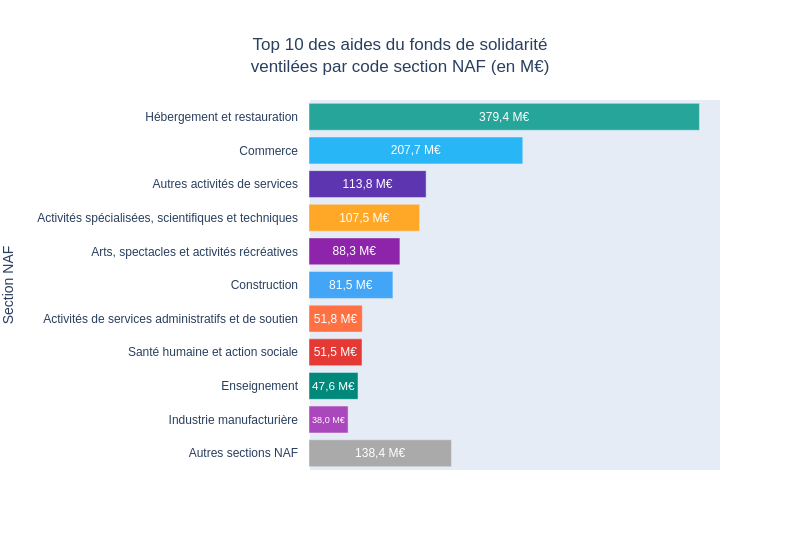 Top 10 des aides du fonds de solidarité
ventilées par code section NAF (en M€)
Section NAF
Hébergement et restauration 379,4 M€
Commerce 207,7 M€
Autres activités de services 113,8 M€
Activités spécialisées, scientifiques et techniques 107,5 M€
Arts, spectacles et activités récréatives 88,3 M€
Construction 81,5 M€
Activités de services administratifs et de soutien 51,8 M€
Santé humaine et action sociale 51,5 M€
Enseignement 47,6 M€
Industrie manufacturière 38,0 M€
Autres sections NAF 138,4 M€